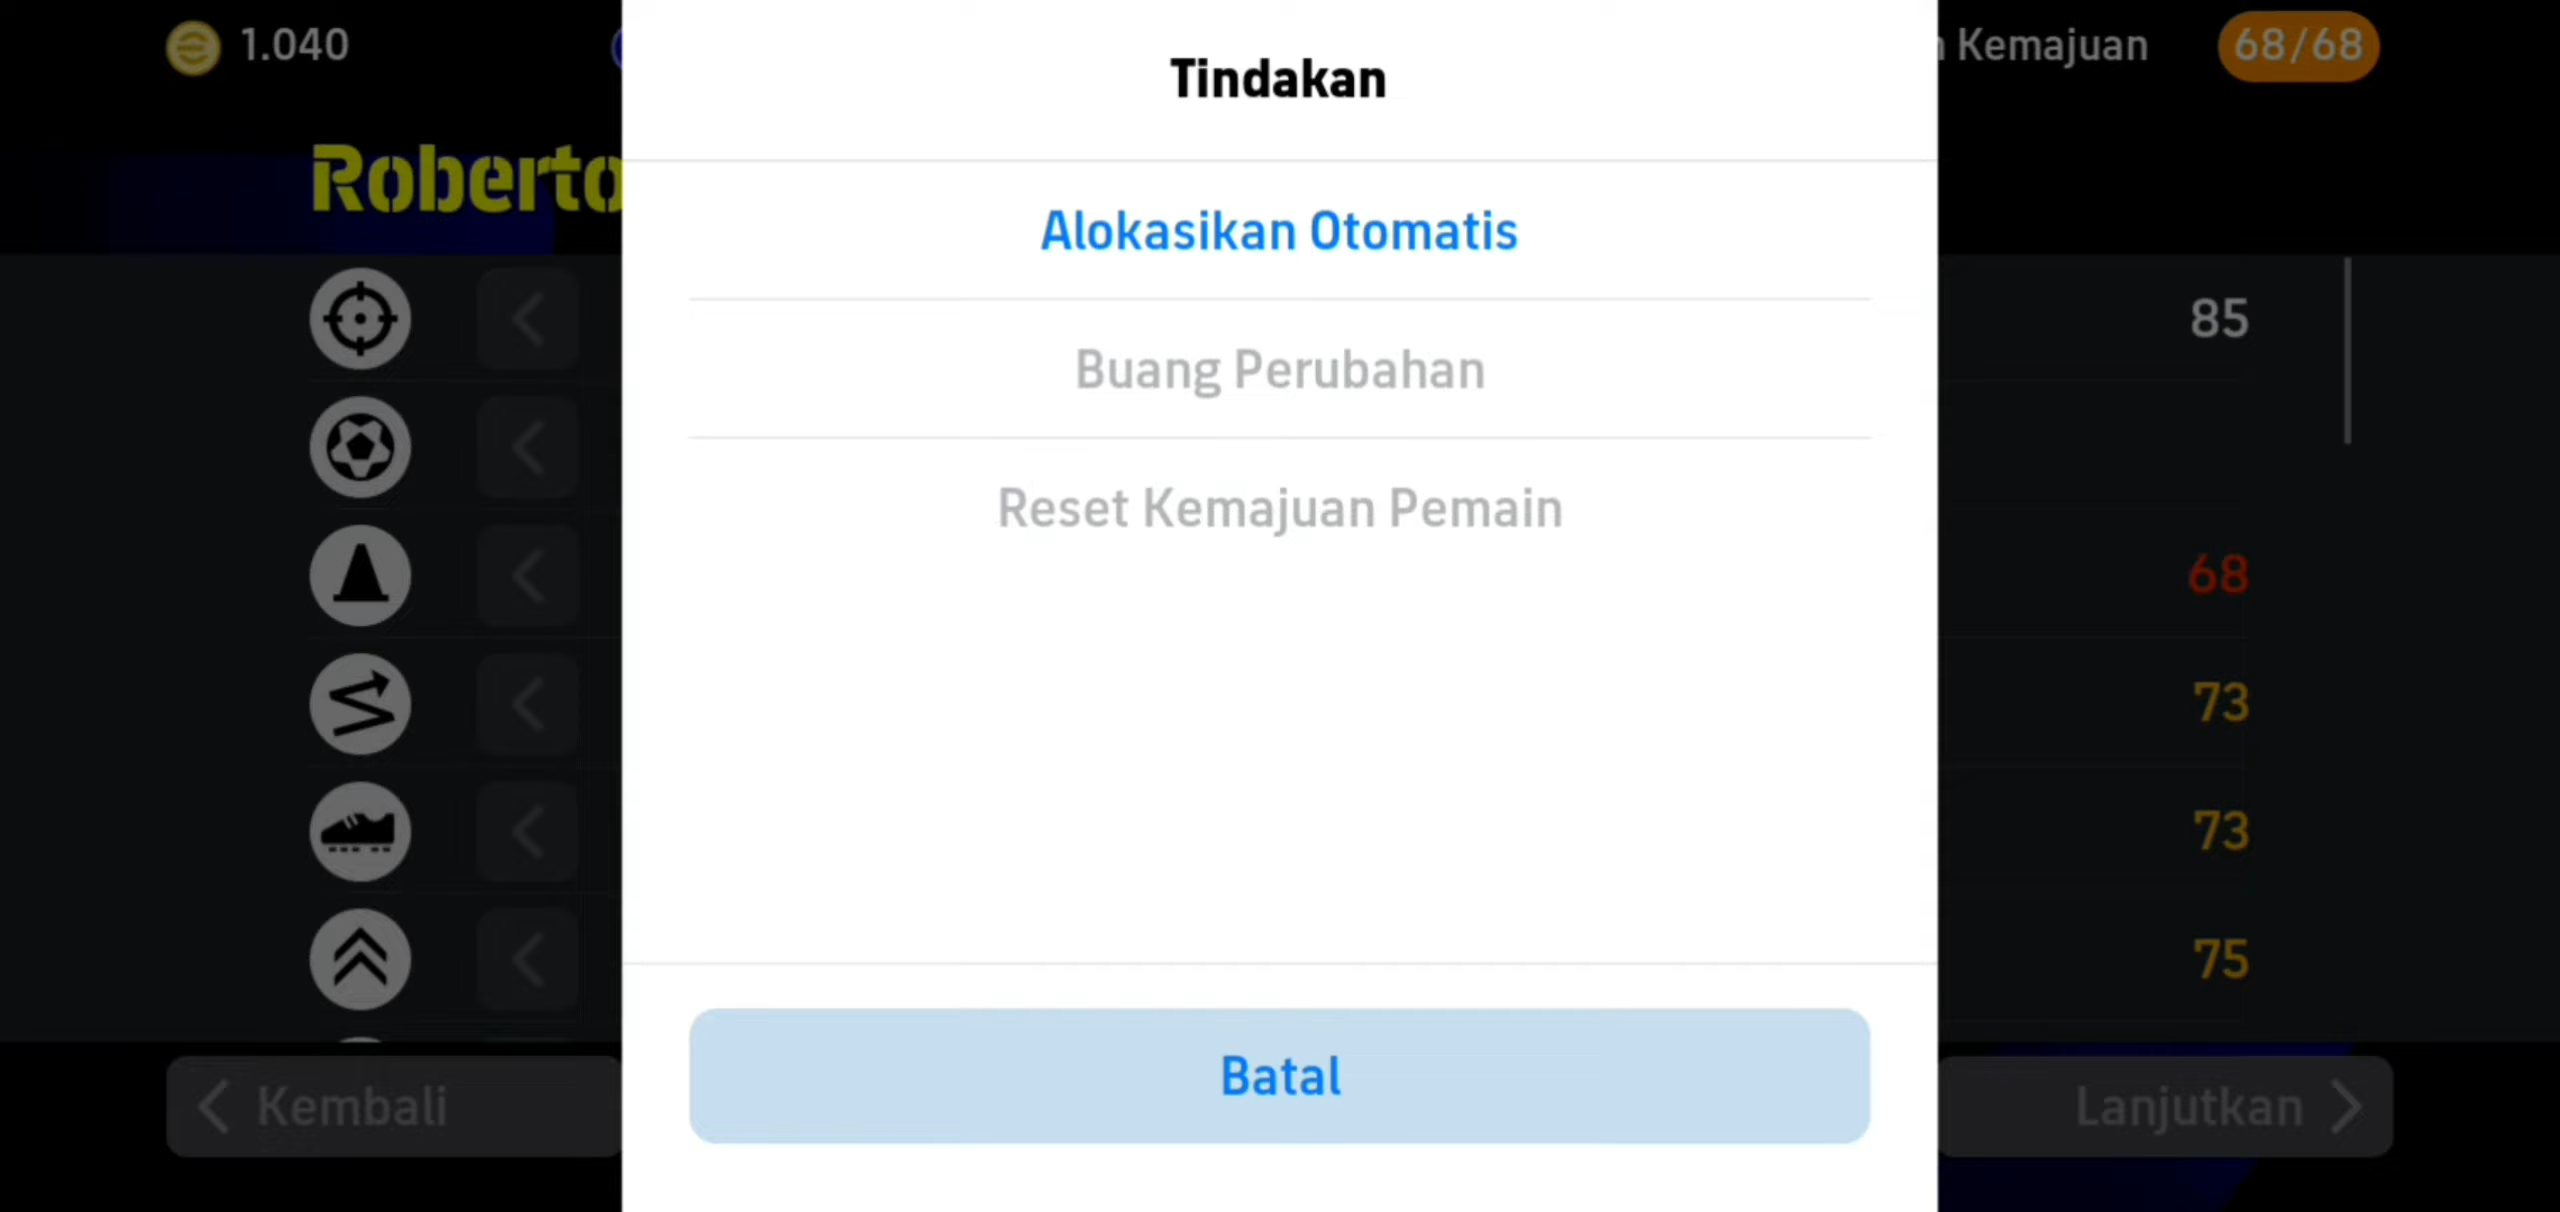 1.040
Kemajuan 68/68
Tindakan
Roberto
Alokasikan Otomatis
85
Buang Perubahan
Reset Kemajuan Pemain
68
73
73
75
Batal
Kembali
Lanjutkan